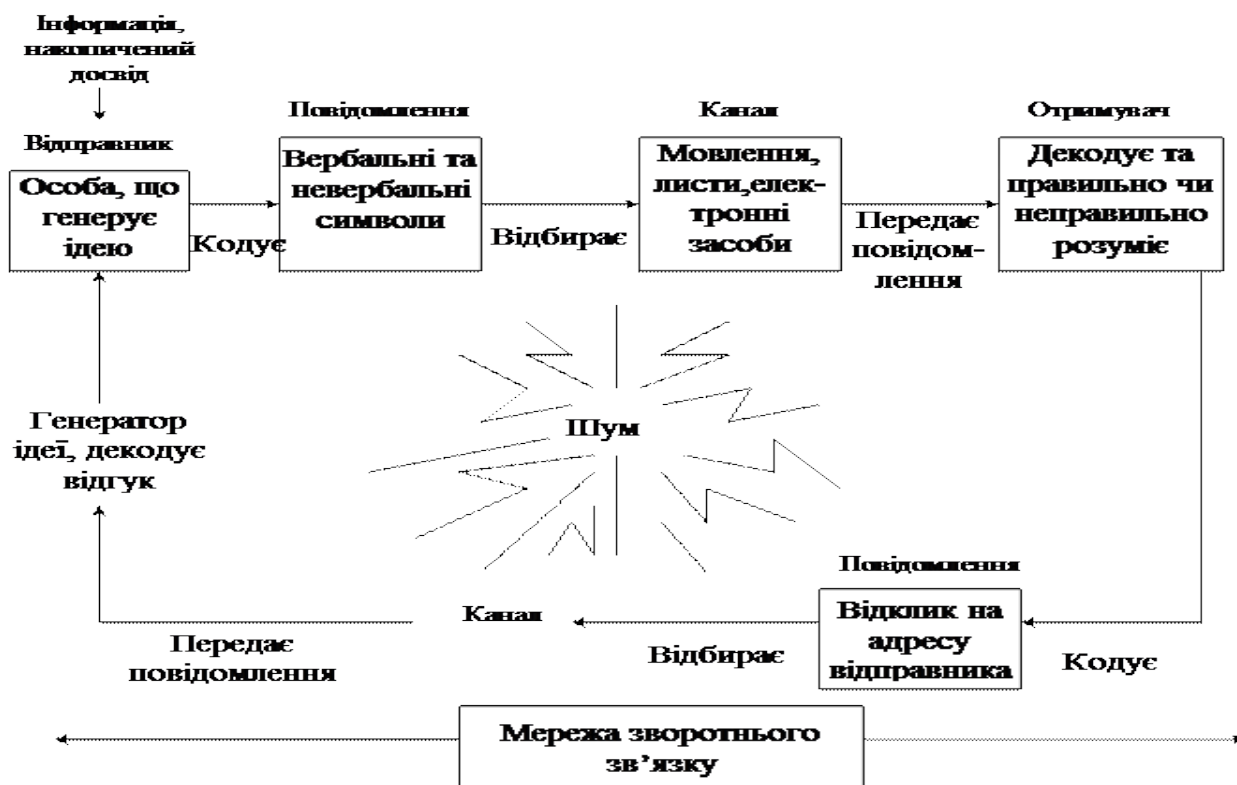 Інформація,
накопичений
досвід
Відправник
Особа, що
генерує
ідею
Кодує
Повідомлення
Вербальні та
невербальні
символи
Відбирає
Канал
Мовлення,
листи,елек-
тронні
засоби
Передає
повідом-
лення
Отримувач
Декодує та
правильно чи
неправильно
розуміє
Шум
Генератор
ідеї, декодує
відгук
Повідомлення
Відклик на
адресу
відправника
Кодує
Відбирає
Канал
Передає
повідомлення
Мережа зворотнього
зв’язку